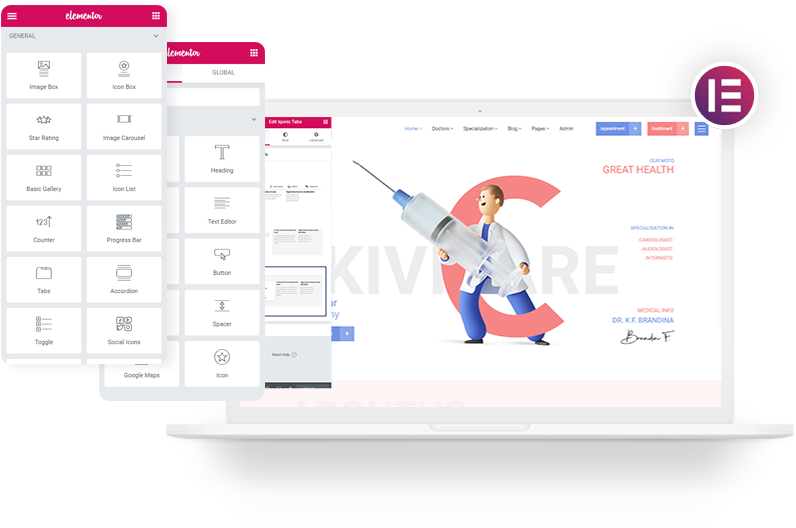 elementor
GENERAL
Image Box
Icon Box
Star Rating
Image Carousel
Basic Gallery
Icon List
123
Counter
Progress Bar
Tabs
Accordion
Toggle
Social Icons
elementor
GLOBAL
Heading
Text Editor
Button
Spacer
Google Maps
Icon
Edit Iqonic Tabs
Style
Advanced
Need Help
Home
Doctors
Specialization
Blog
Pages
Admin
Appointment +
Dashboard +
OUR MOTO
GREAT HEALTH
KIVI CARE
SPECIALISATION IN
CARDIOLOGIST
AUDIOLOGIST
INTERNISTS
MEDICAL INFO
DR. K.F. BRANDINA
Brandon F